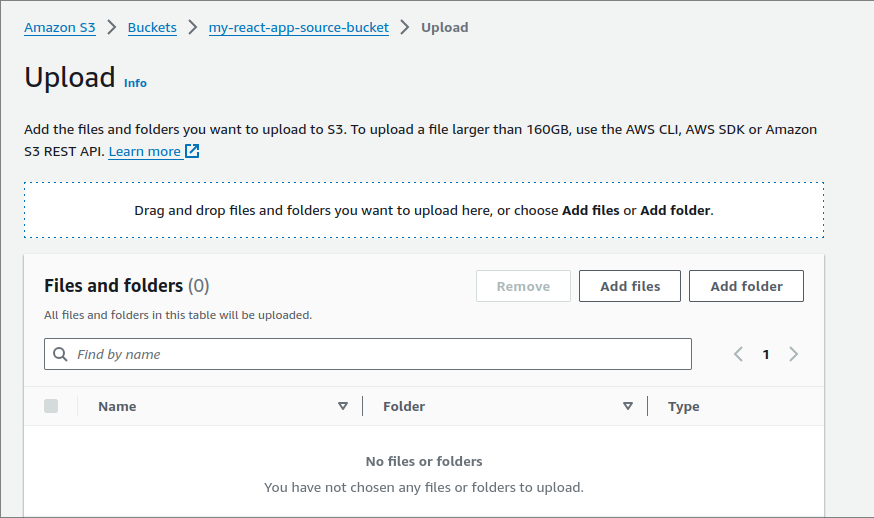 Amazon S3 > Buckets > my-react-app-source-bucket > Upload
Upload Info
Add the files and folders you want to upload to S3. To upload a file larger than 160GB, use the AWS CLI, AWS SDK or Amazon
S3 REST API. Learn more
Drag and drop files and folders you want to upload here, or choose Add files or Add folder.
Files and folders (0)
Remove Add files Add folder
All files and folders in this table will be uploaded.
Find by name
1
Name Folder Type
No files or folders
You have not chosen any files or folders to upload.